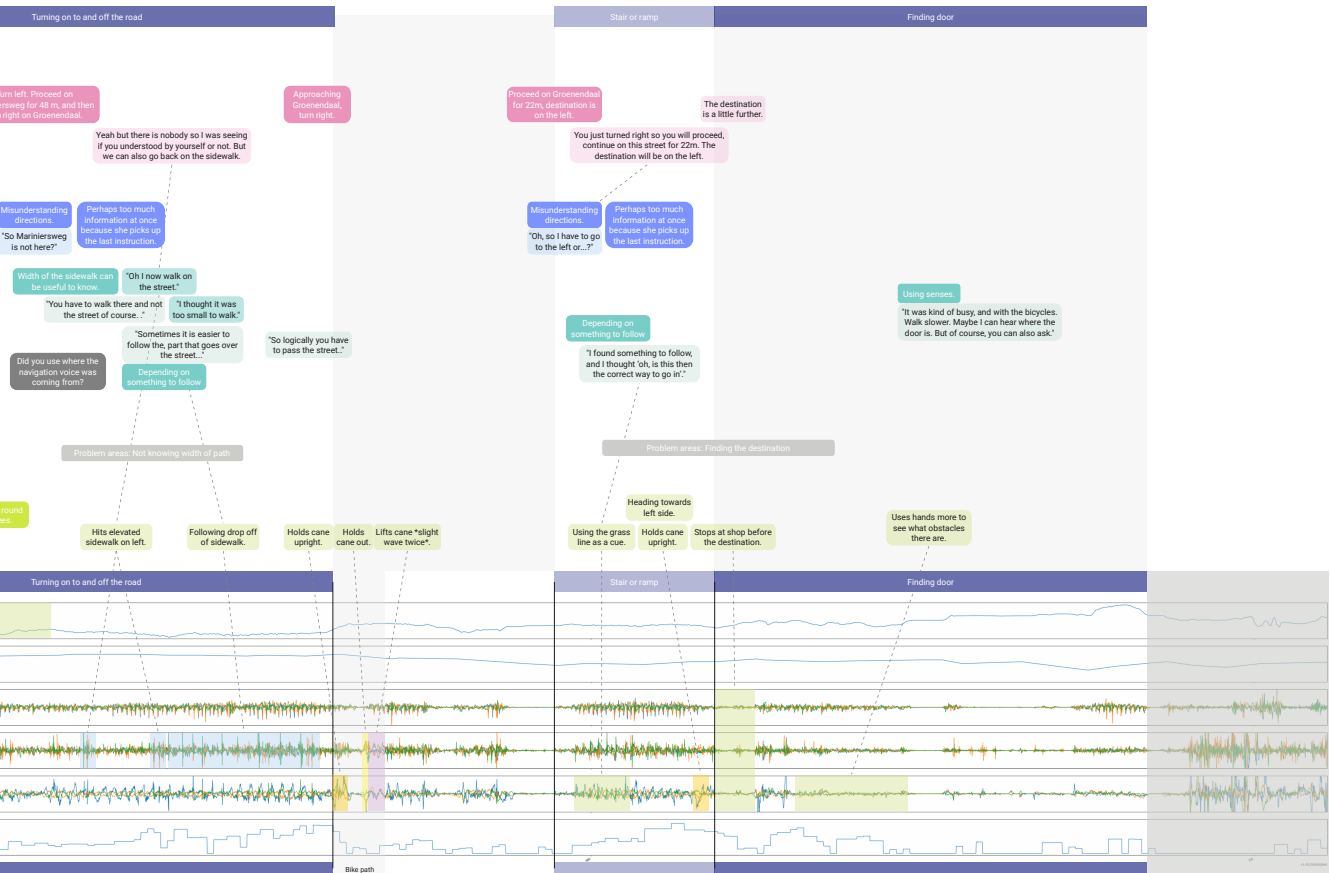 Turning on to and off the road
Stair or ramp
Finding door
urn left. Proceed on
ersweg for 48 m, and then
right on Groenendaal.
Approaching
Groenendaal,
turn right.
Proceed on Groenendaal
for 22m, destination is
on the left.
The destination
is a little further.
Yeah but there is nobody so I was seeing
if you understood by yourself or not. But
we can also go back on the sidewalk.
You just turned right so you will proceed,
continue on this street for 22m. The
destination will be on the left.
Misunderstanding
directions.
"So Mariniersweg
is not here?"
Perhaps too much
information at once
because she picks up
the last instruction.
Misunderstanding
directions.
"Oh, so I have to go
to the left or...?"
Perhaps too much
information at once
because she picks up
the last instruction.
Width of the sidewalk can
be useful to know.
"Oh I now walk on
the street."
"You have to walk there and not
the street of course. ."
"I thought it was
too small to walk."
"Sometimes it is easier to
follow the, part that goes over
the street..."
"So logically you have
to pass the street.."
Did you use where the
navigation voice was
coming from?
Depending on
something to follow
Depending on
something to follow
"I found something to follow,
and I thought 'oh, is this then
the correct way to go in'."
Using senses.
"It was kind of busy, and with the bicycles.
Walk slower. Maybe I can hear where the
door is. But of course, you can also ask."
Problem areas: Not knowing width of path
Problem areas: Finding the destination
round
es.
Hits elevated
sidewalk on left.
Following drop off
of sidewalk.
Holds cane
upright.
Holds
cane out.
Lifts cane *slight
wave twice*.
Heading towards
left side.
Using the grass
line as a cue.
Holds cane
upright.
Stops at shop before
the destination.
Uses hands more to
see what obstacles
there are.
Turning on to and off the road
Stair or ramp
Finding door
Bike path